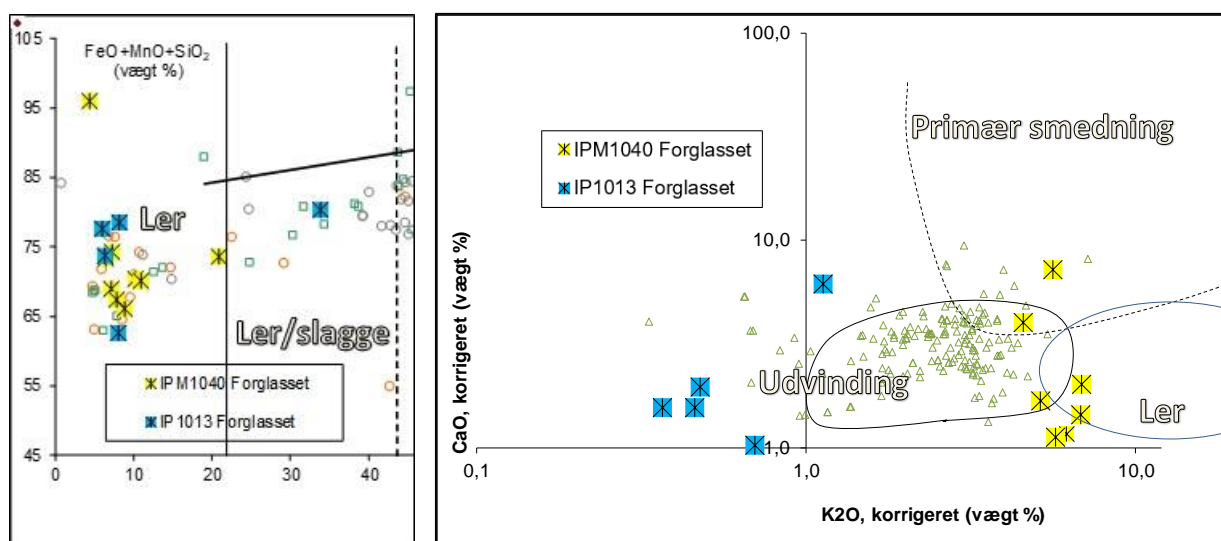 105
95
85
75
65
55
45
0
10
20
30
40
FeO+MnO+SiO2
(vægt %)
Ler
Ler/slagge
IPM1040 Forglasset
IP1013 Forglasset
100,0
10,0
1,0
0,1
1,0
10,0
CaO, korrigeret (vægt %)
K2O, korrigeret (vægt %)
Primær smedning
IPM1040 Forglasset
IP1013 Forglasset
Udvinding
Ler